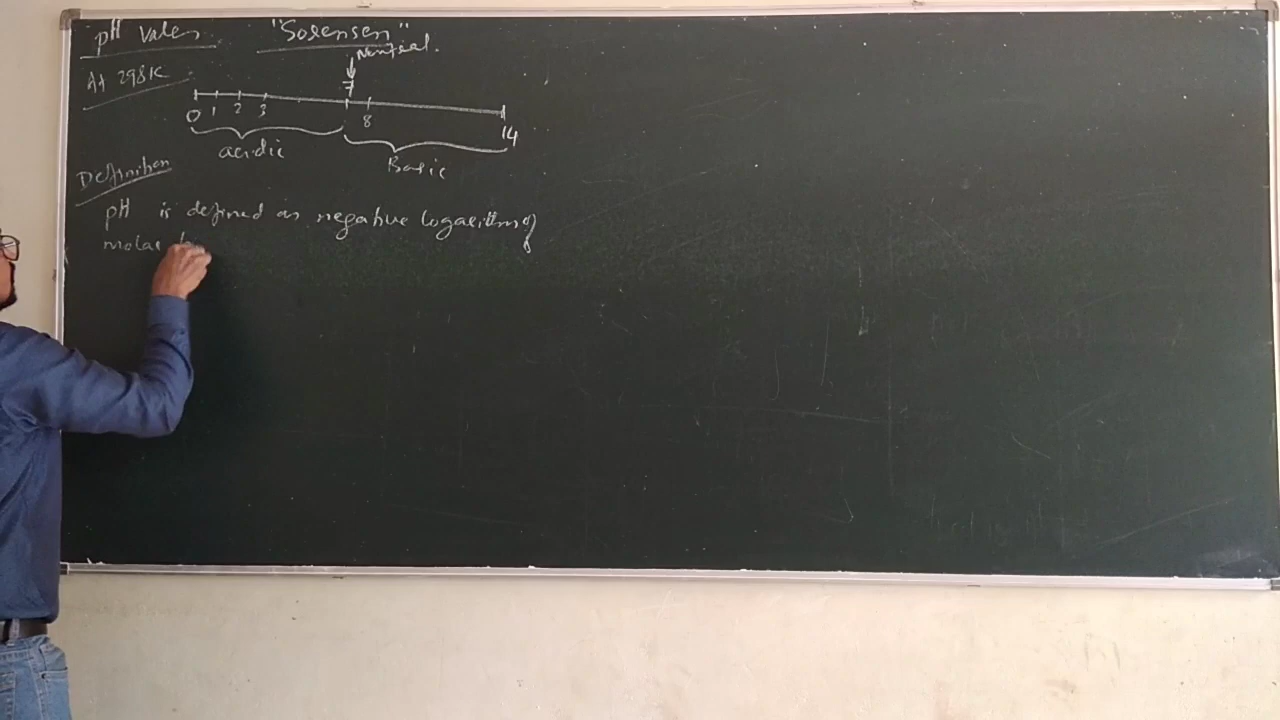 pH Vales "Sorensen"
Neutral.
At 298K
7
0 1 2 3 8 14
acidic Basic
Definition
pH is defined as negative logarithm of
molar